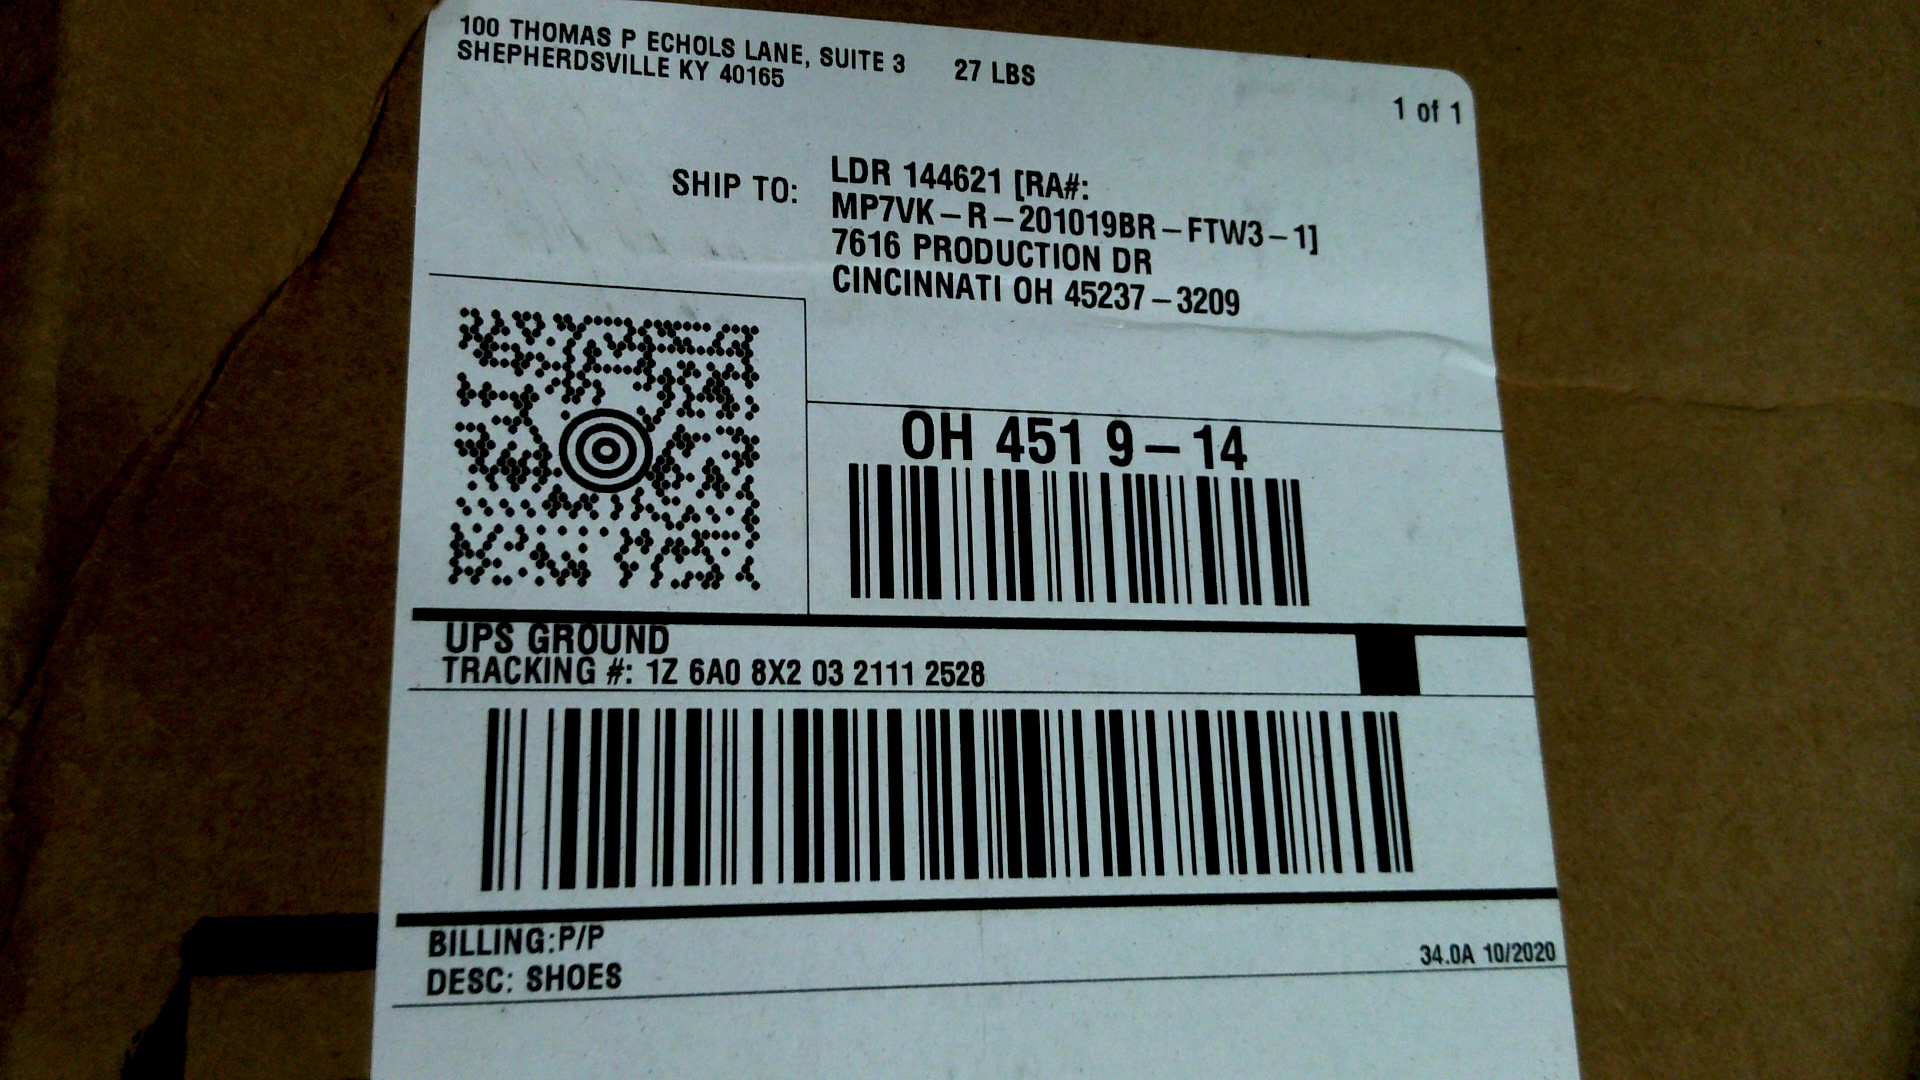 100 THOMAS P ECHOLS LANE, SUITE 3
SHEPHERDSVILLE KY 40165
27 LBS
1 of 1
SHIP TO:
LDR 144621 [RA#:
MP7VK-R-201019BR-FTW3-1]
7616 PRODUCTION DR
CINCINNATI OH 45237-3209
OH 451 9-14
UPS GROUND
TRACKING #: 1Z 6A0 8X2 03 2111 2528
BILLING:P/P
DESC: SHOES
34.0A 10/2020